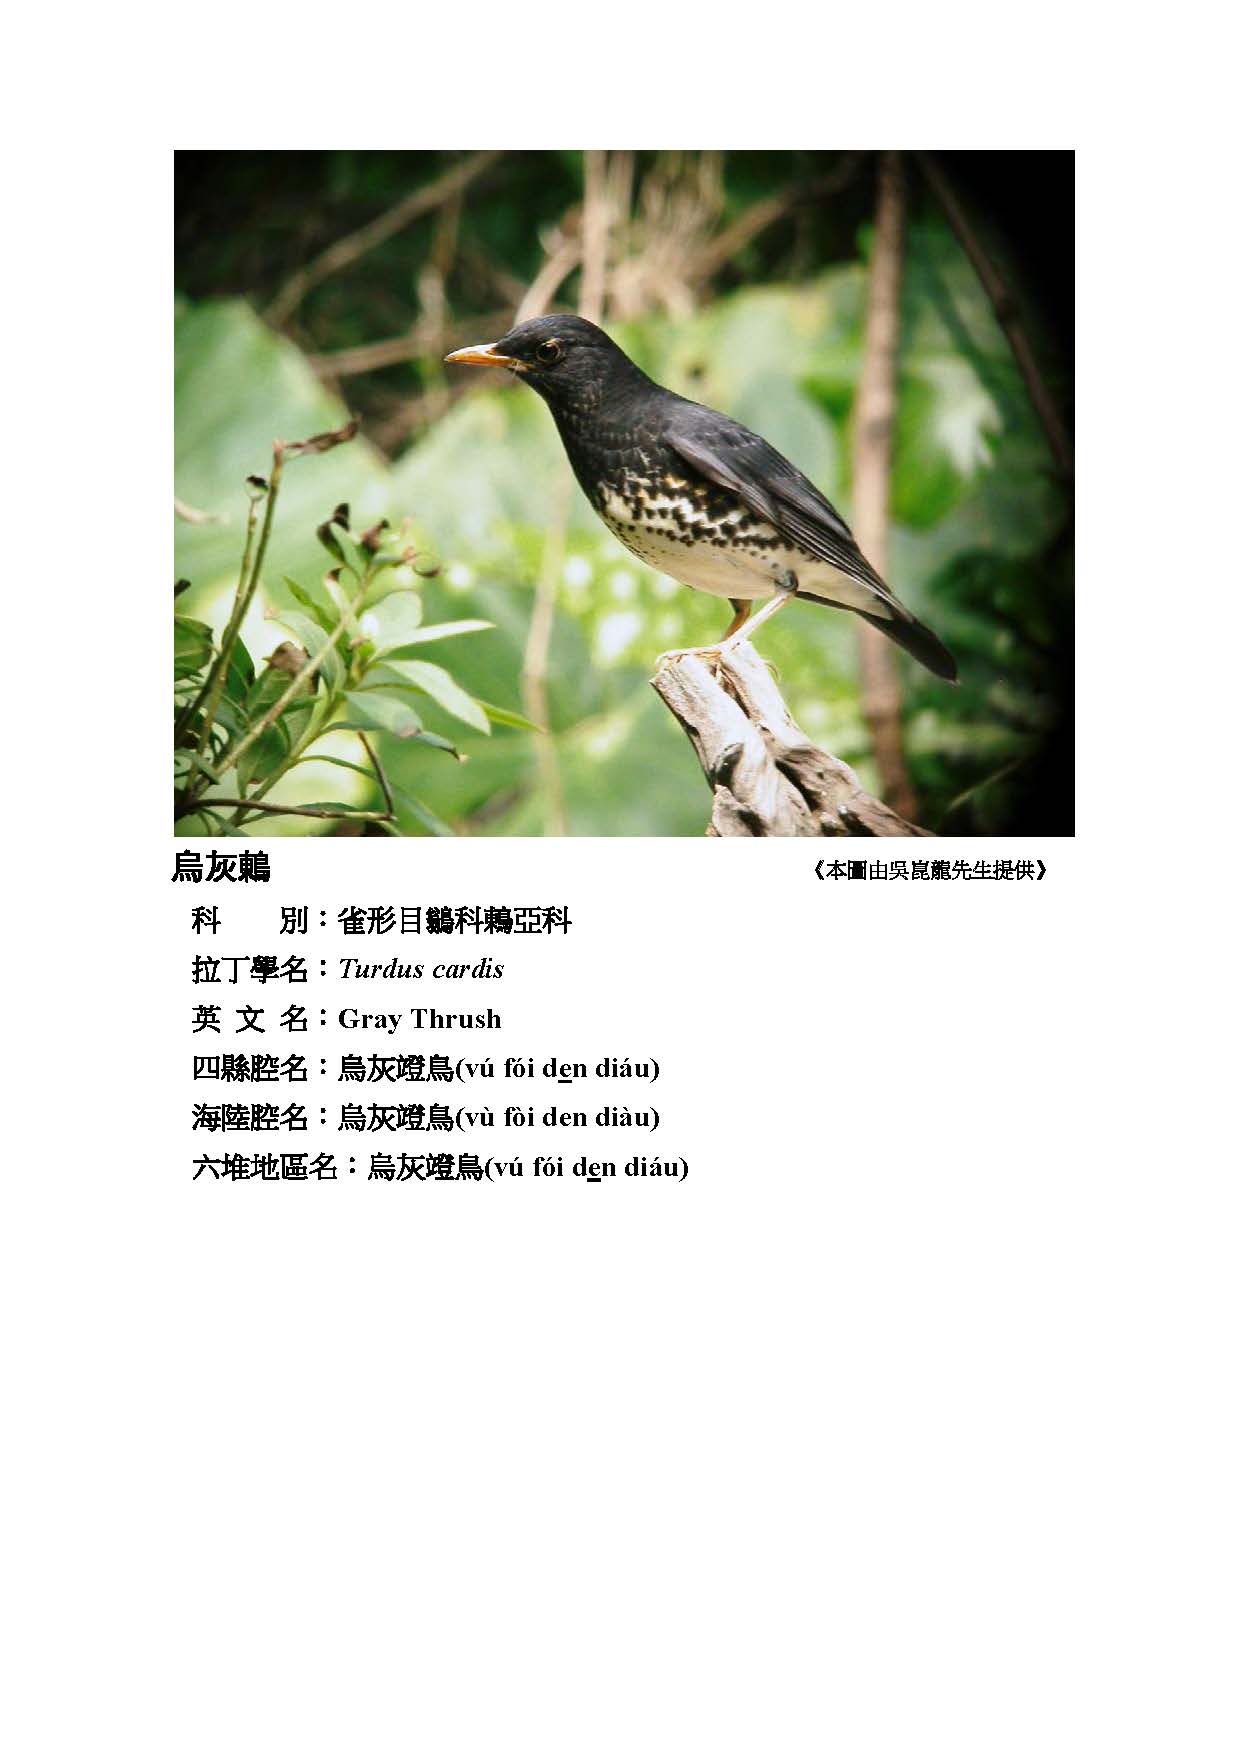 烏灰鶇
《本圖由吳崑龍先生提供》
科　　別：雀形目鶲科鶇亞科
拉丁學名：Turdus cardis
英 文 名：Gray Thrush
四縣腔名：烏灰竳鳥(vú fói den diáu)
海陸腔名：烏灰竳鳥(vù fòi den diàu)
六堆地區名：烏灰竳鳥(vú fói den diáu)